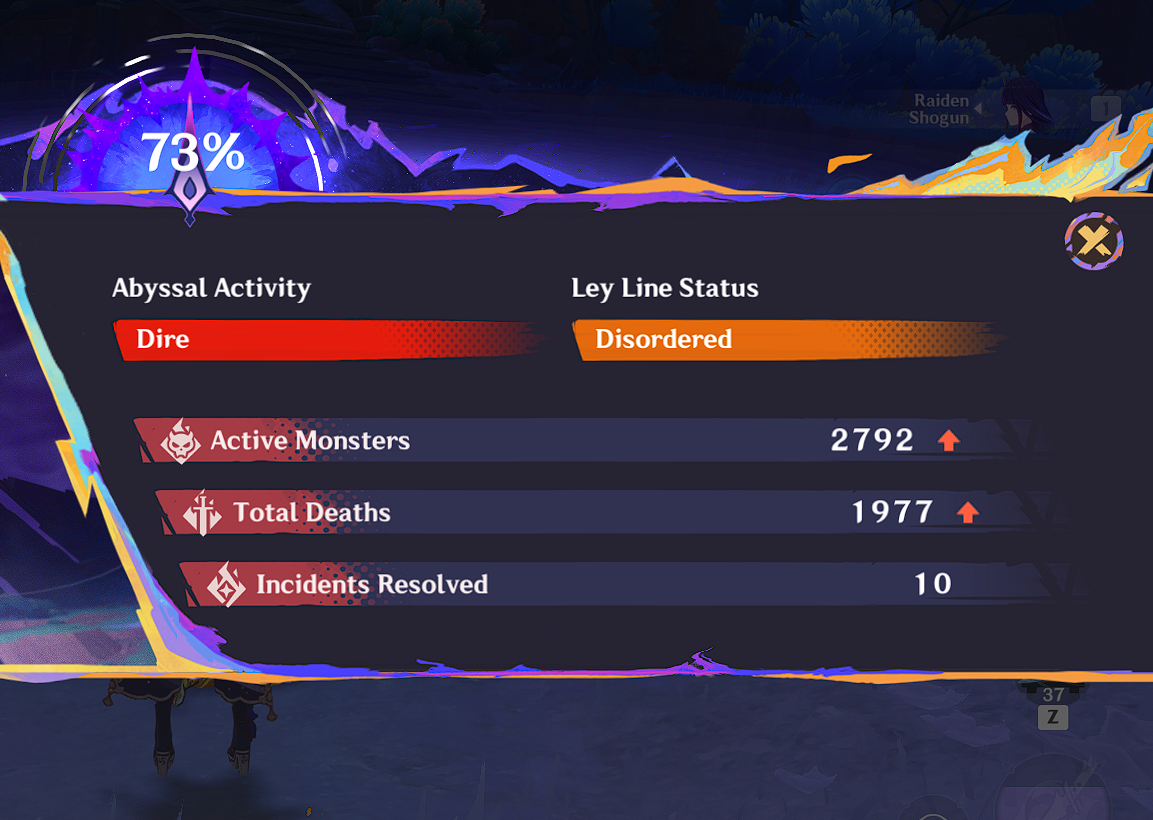 Raiden
Shogun
1
73%
Abyssal Activity
Ley Line Status
Dire
Disordered
Active Monsters 2792
Total Deaths 1977
Incidents Resolved 10
37
Z